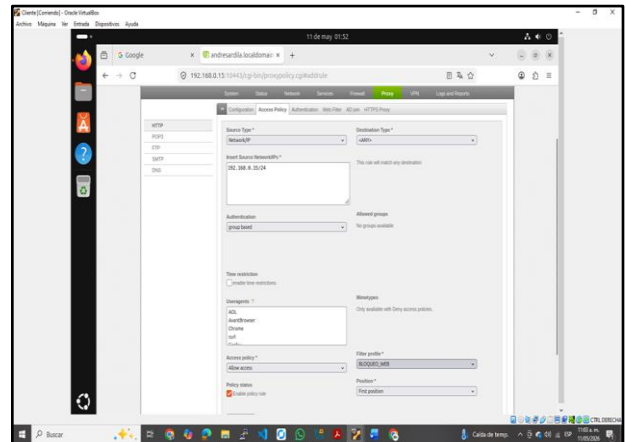 Cliente [Corriendo] - Oracle VirtualBox
Archivo Máquina Ver Entrada Dispositivos Ayuda
11 de may 01:52
Google
andresardila.localdomain
192.168.0.15:10443/cgi-bin/proxypolicy.cgi#addrule
System Status Network Services Firewall Proxy VPN Logs and Reports
Configuration Access Policy Authentication Web Filter AD join HTTPS Proxy
HTTP
POP3
FTP
SMTP
DNS
Source Type *
Destination Type *
Network/IP
<ANY>
Insert Source Network/IPs *
This rule will match any destination
192.168.0.15/24
Authentication
Allowed groups
group based
No groups available
Time restriction
enable time restrictions
Useragents ?
Mimetypes
AOL
Only available with Deny access policies.
AvantBrowser
Chrome
curl
Access policy *
Filter profile *
Allow access
BLOQUEO_WEB
Policy status
Position *
Enable policy rule
First position
CTRL DERECHA
Buscar
Caída de temp.
ESP
11/05/2026